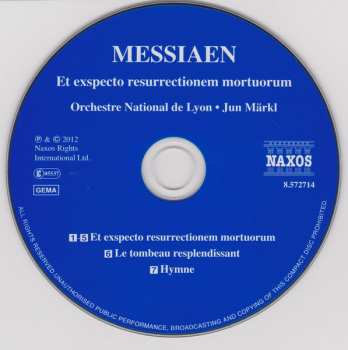 MESSIAEN
Et exspecto resurrectionem mortuorum
Orchestre National de Lyon • Jun Märkl
℗ & © 2012
Naxos Rights
International Ltd.
GEMA
NAXOS
8.572714
1-5 Et exspecto resurrectionem mortuorum
6 Le tombeau resplendissant
7 Hymne
ALL RIGHTS RESERVED. UNAUTHORISED PUBLIC PERFORMANCE, BROADCASTING AND COPYING OF THIS COMPACT DISC PROHIBITED.